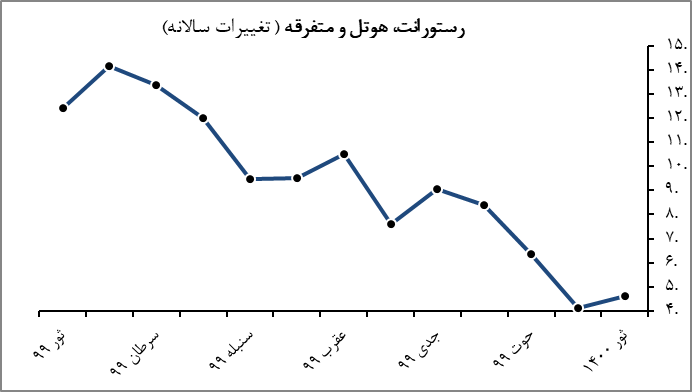 رستورانت، هوتل و متفرقه ( تغییرات سالانه)
۱۵.
۱۴.
۱۳.
۱۲.
۱۱.
۱۰.
۹.
۸.
۷.
۶.
۵.
۴.
ثور ۹۹
سرطان ۹۹
سنبله ۹۹
عقرب ۹۹
جدی ۹۹
حوت ۹۹
ثور ۱۴۰۰